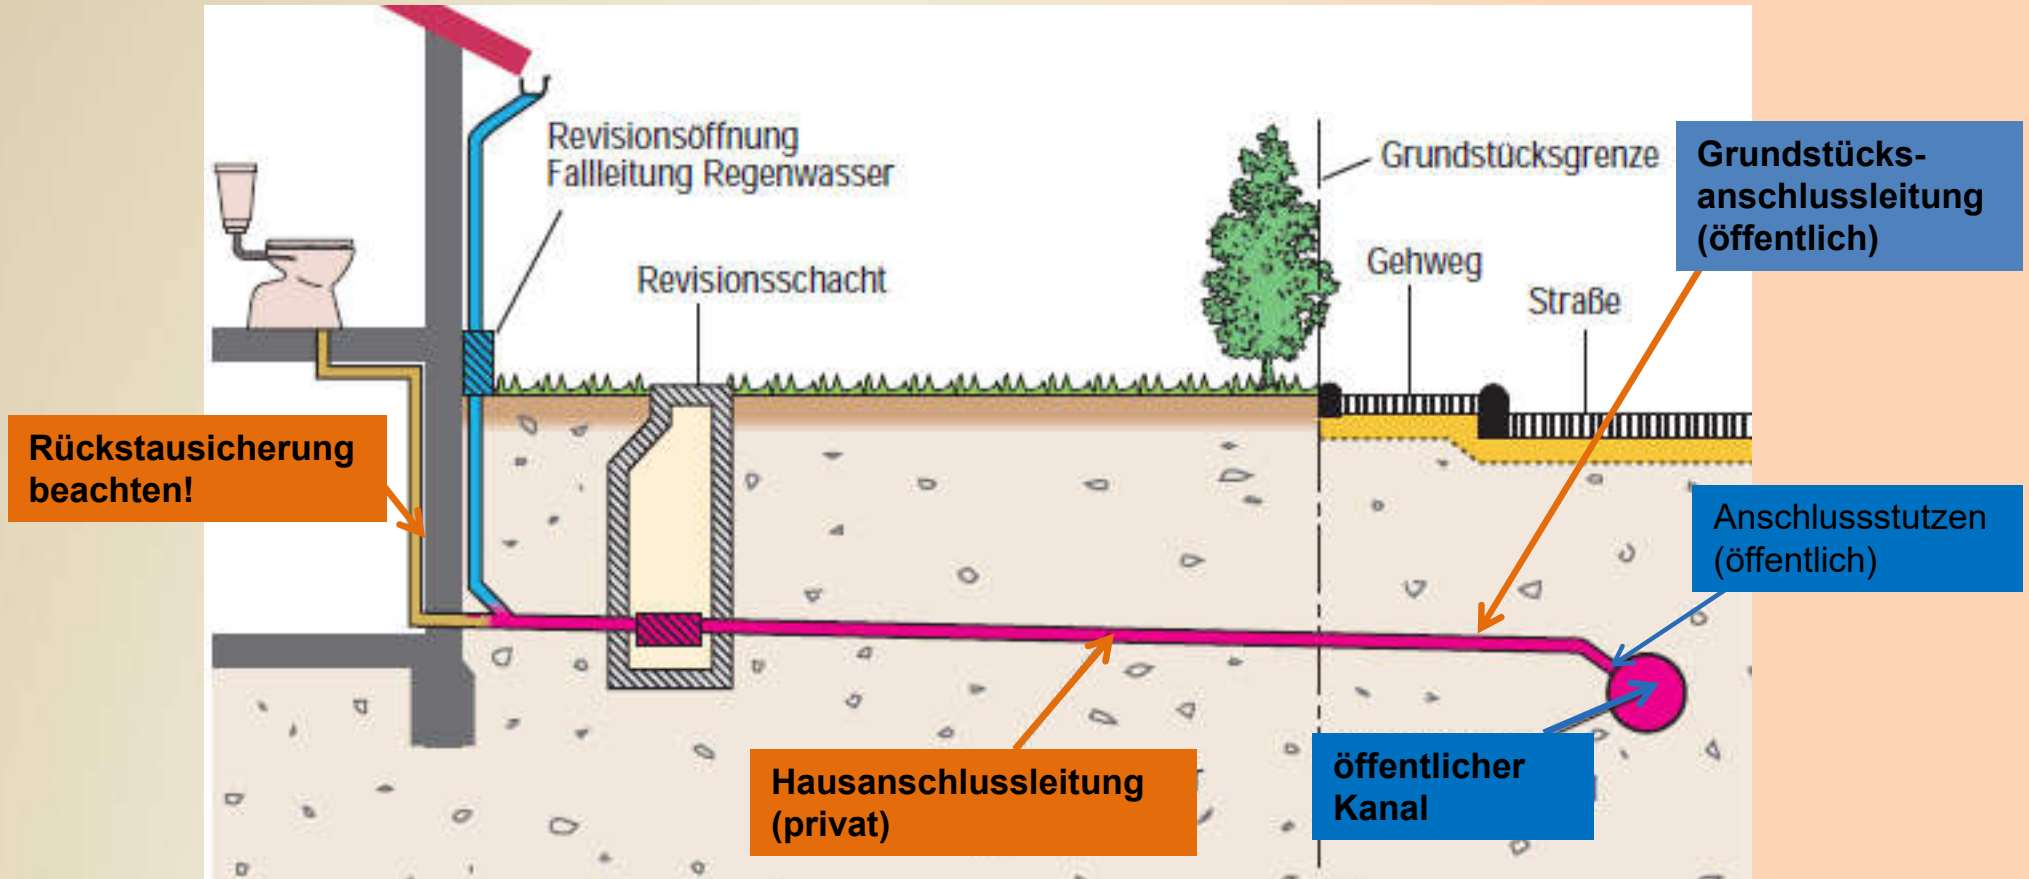 Revisionsöffnung
Fallleitung Regenwasser
Revisionsschacht
Grundstücksgrenze
Gehweg
Straße
Grundstücks-
anschlussleitung
(öffentlich)
Rückstausicherung
beachten!
Anschlussstutzen
(öffentlich)
Hausanschlussleitung
(privat)
öffentlicher
Kanal